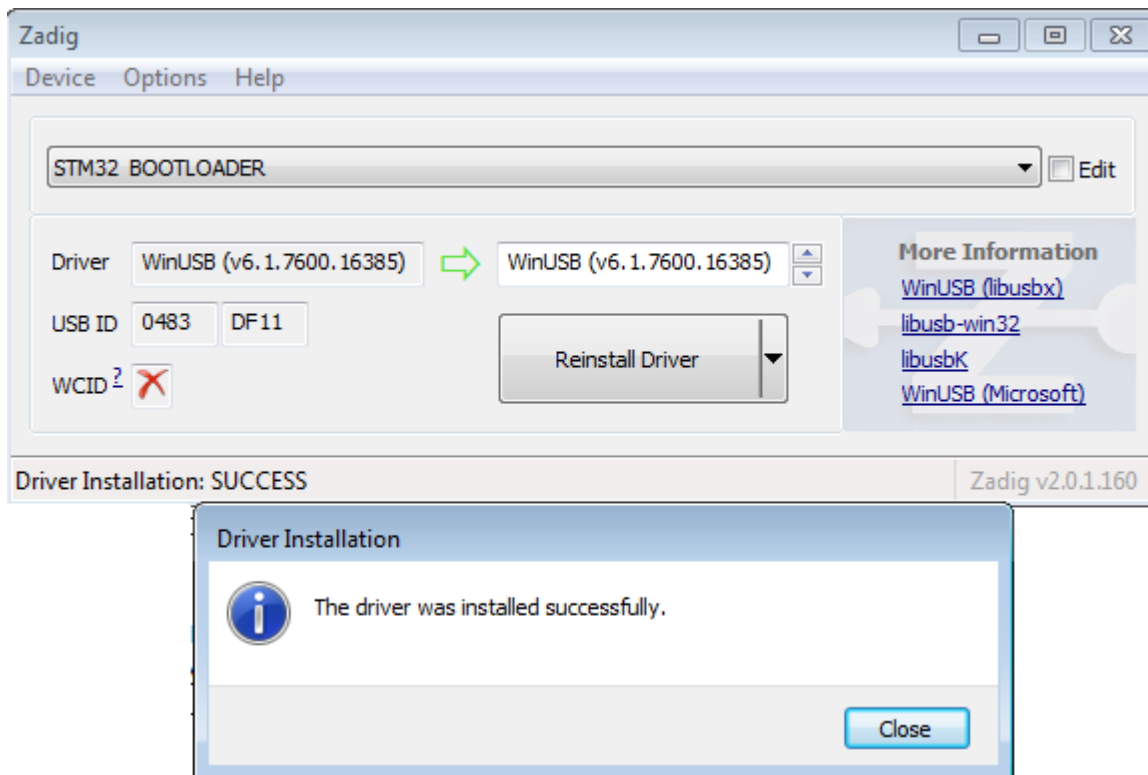 Zadig
Device Options Help
STM32 BOOTLOADER
Edit
Driver WinUSB (v6.1.7600.16385) WinUSB (v6.1.7600.16385)
USB ID 0483 DF11
WCID ?
Reinstall Driver
More Information
WinUSB (libusbx)
libusb-win32
libusbK
WinUSB (Microsoft)
Driver Installation: SUCCESS
Zadig v2.0.1.160
Driver Installation
The driver was installed successfully.
Close